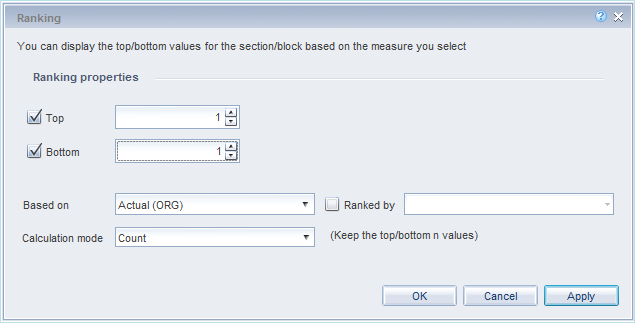 Ranking
You can display the top/bottom values for the section/block based on the measure you select
Ranking properties
Top 1
Bottom 1
Based on Actual (ORG) Ranked by
Calculation mode Count (Keep the top/bottom n values)
OK Cancel Apply